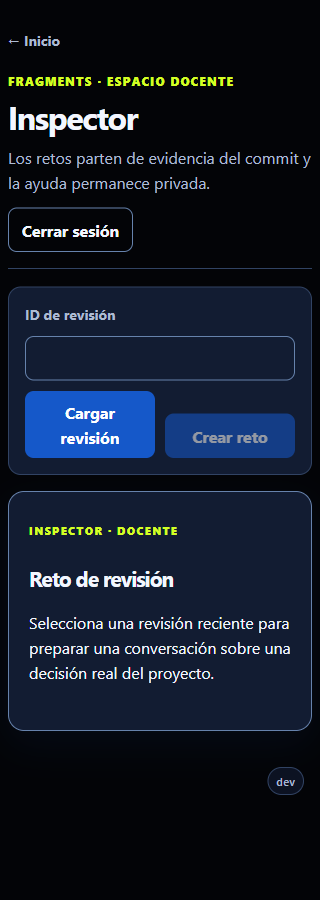 ← Inicio
FRAGMENTS · ESPACIO DOCENTE
Inspector
Los retos parten de evidencia del commit y
la ayuda permanece privada.
Cerrar sesión
ID de revisión
Cargar
revisión
Crear reto
INSPECTOR · DOCENTE
Reto de revisión
Selecciona una revisión reciente para
preparar una conversación sobre una
decisión real del proyecto.
dev